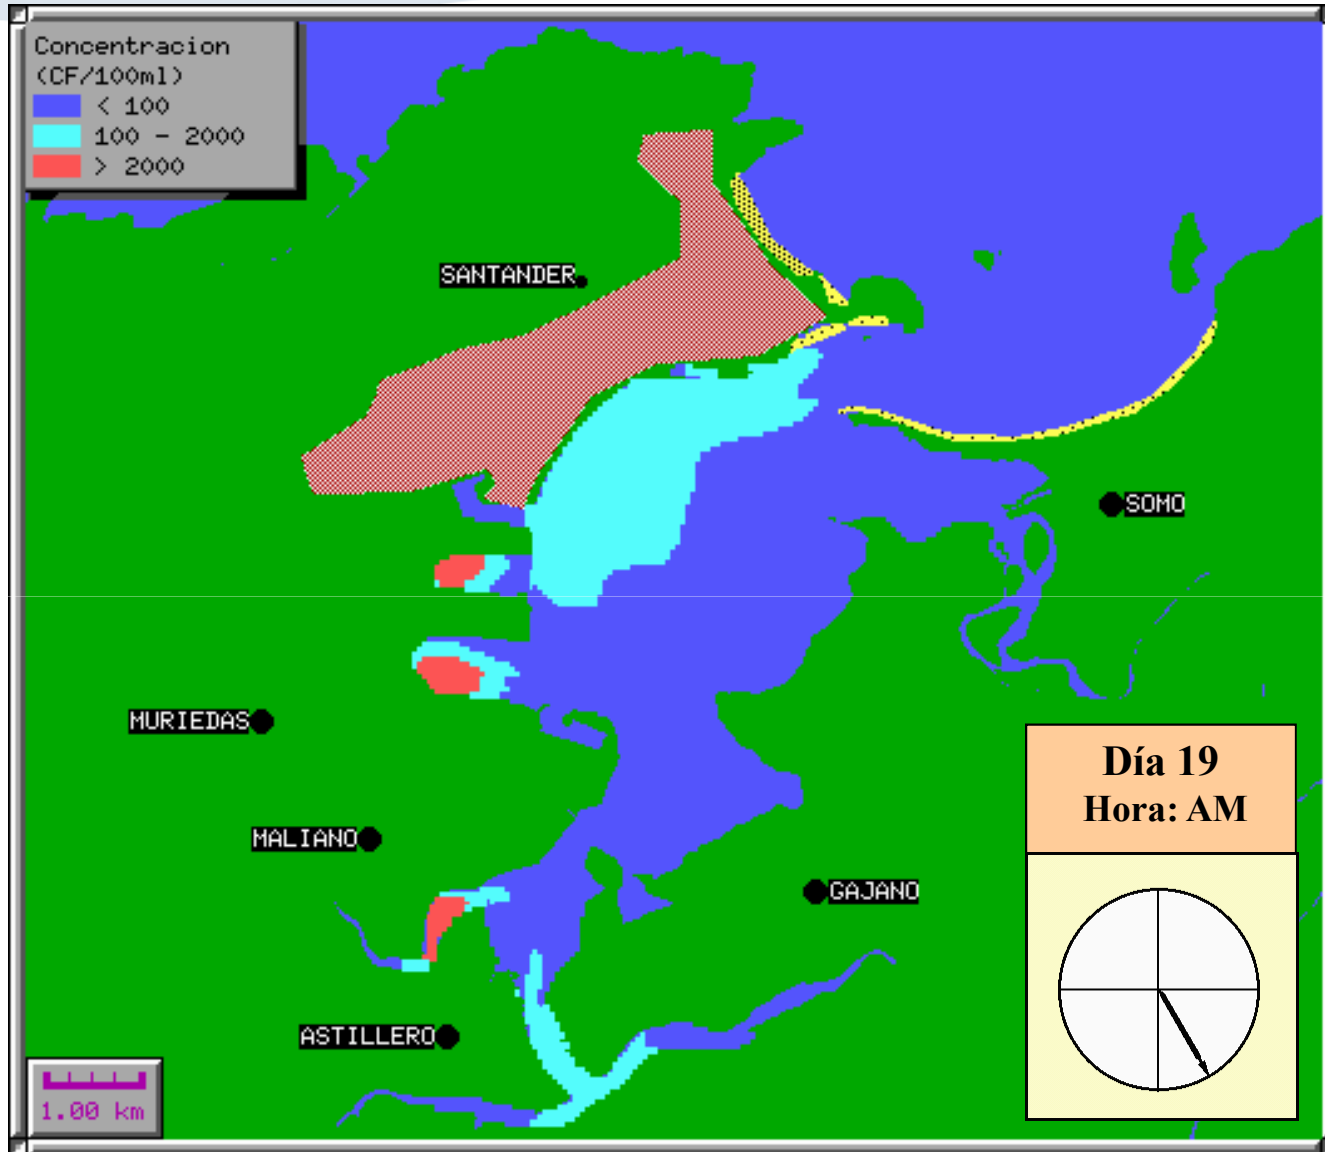 Concentracion
(CF/100ml)
< 100
100 - 2000
> 2000
SANTANDER
SOMO
MURIEDAS
Día 19
Hora: AM
MALIANO
GAJANO
ASTILLERO
1.00 km